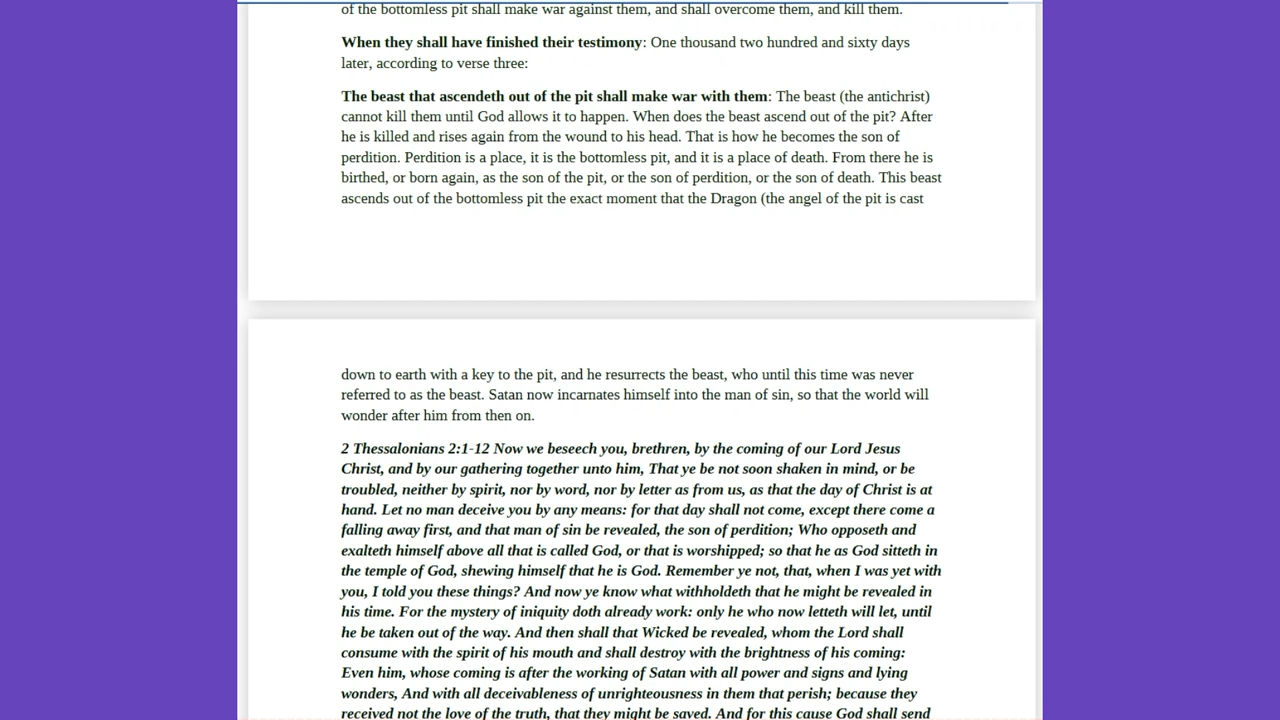 of the bottomless pit shall make war against them, and shall overcome them, and kill them.
When they shall have finished their testimony: One thousand two hundred and sixty days
later, according to verse three:
The beast that ascendeth out of the pit shall make war with them: The beast (the antichrist)
cannot kill them until God allows it to happen. When does the beast ascend out of the pit? After
he is killed and rises again from the wound to his head. That is how he becomes the son of
perdition. Perdition is a place, it is the bottomless pit, and it is a place of death. From there he is
birthed, or born again, as the son of the pit, or the son of perdition, or the son of death. This beast
ascends out of the bottomless pit the exact moment that the Dragon (the angel of the pit is cast
down to earth with a key to the pit, and he resurrects the beast, who until this time was never
referred to as the beast. Satan now incarnates himself into the man of sin, so that the world will
wonder after him from then on.
2 Thessalonians 2:1-12 Now we beseech you, brethren, by the coming of our Lord Jesus
Christ, and by our gathering together unto him, That ye be not soon shaken in mind, or be
troubled, neither by spirit, nor by word, nor by letter as from us, as that the day of Christ is at
hand. Let no man deceive you by any means: for that day shall not come, except there come a
falling away first, and that man of sin be revealed, the son of perdition; Who opposeth and
exalteth himself above all that is called God, or that is worshipped; so that he as God sitteth in
the temple of God, shewing himself that he is God. Remember ye not, that, when I was yet with
you, I told you these things? And now ye know what withholdeth that he might be revealed in
his time. For the mystery of iniquity doth already work: only he who now letteth will let, until
he be taken out of the way. And then shall that Wicked be revealed, whom the Lord shall
consume with the spirit of his mouth and shall destroy with the brightness of his coming:
Even him, whose coming is after the working of Satan with all power and signs and lying
wonders, And with all deceivableness of unrighteousness in them that perish; because they
received not the love of the truth, that they might be saved. And for this cause God shall send